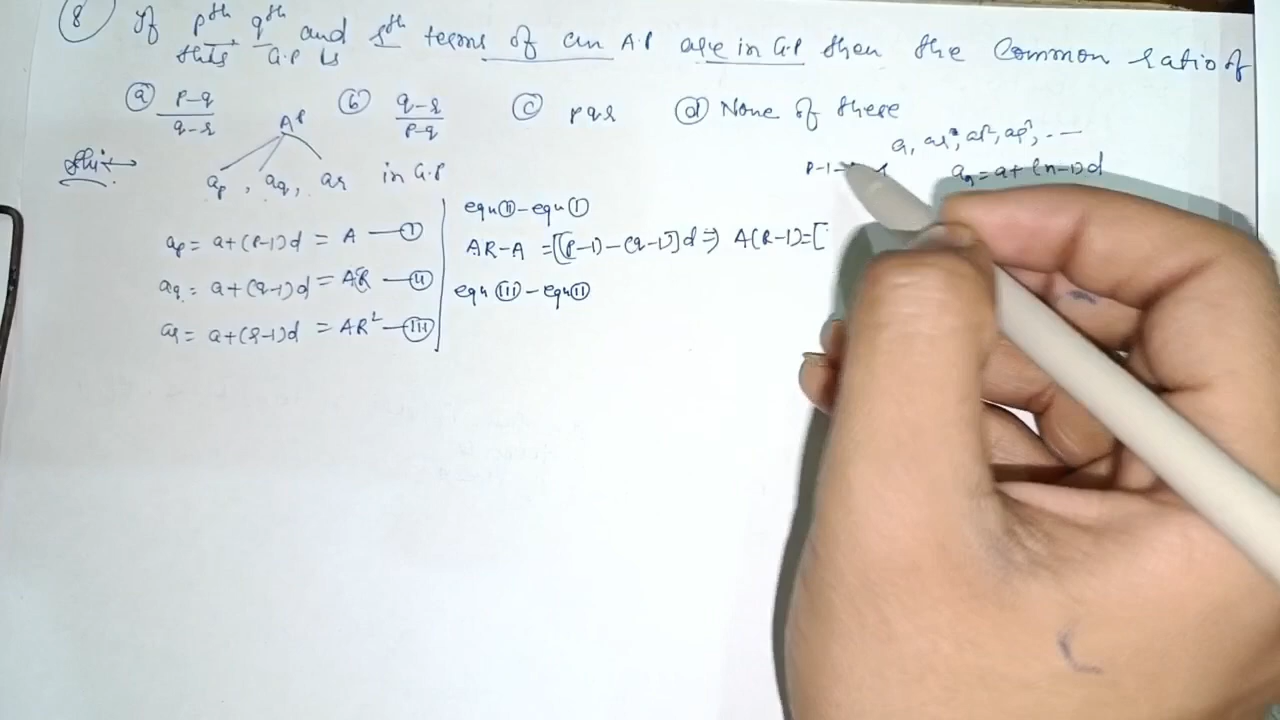 8 If pth, qth and rth terms of an A.P are in G.P then the common ratio of
this G.P is
(a) p-q/q-r (b) q-r/p-q (c) pqr (d) None of these
a, ar, ar², ar³, ...
AP
ap, aq, ar in G.P
p-1-
an = a+(n-1)d
ap = a+(p-1)d = A —(I)
aq = a+(q-1)d = AR —(II)
ar = a+(r-1)d = AR² —(III)
equ(II)-equ(I)
AR-A = [(p-1)-(q-1)]d ⇒ A(R-1)=[
equ(III)-equ(II)